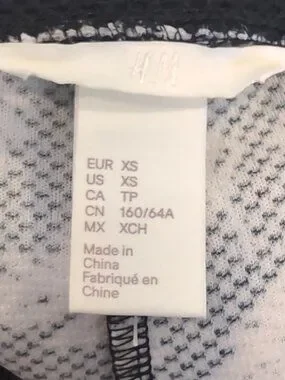 H&M
EUR XS
US XS
CA TP
CN 160/64A
MX XCH
Made in
China
Fabriqué en
Chine